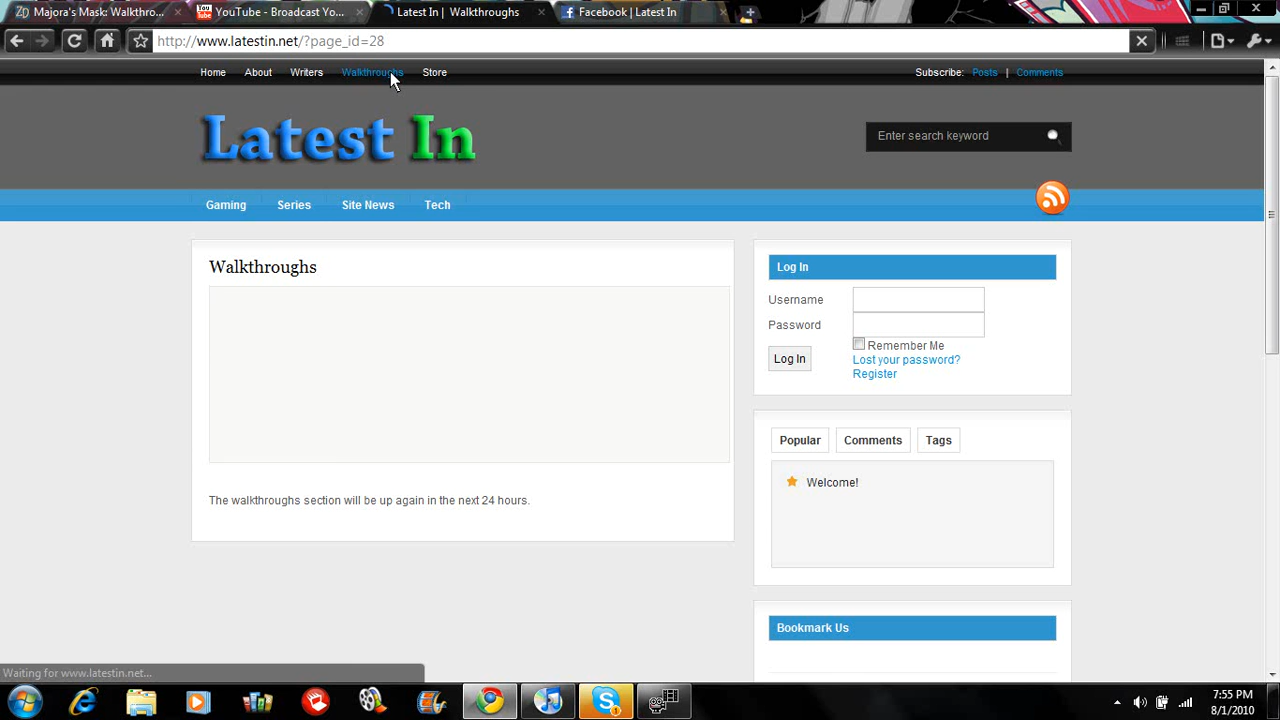 Majora's Mask: Walkthro...
YouTube - Broadcast Yo...
Latest In | Walkthroughs
Facebook | Latest In
http://www.latestin.net/?page_id=28
Home About Writers Walkthroughs Store
Subscribe: Posts | Comments
Latest In
Enter search keyword
Gaming Series Site News Tech
Walkthroughs
The walkthroughs section will be up again in the next 24 hours.
Log In
Username
Password
Remember Me
Log In
Lost your password?
Register
Popular Comments Tags
Welcome!
Bookmark Us
Waiting for www.latestin.net...
7:55 PM
8/1/2010